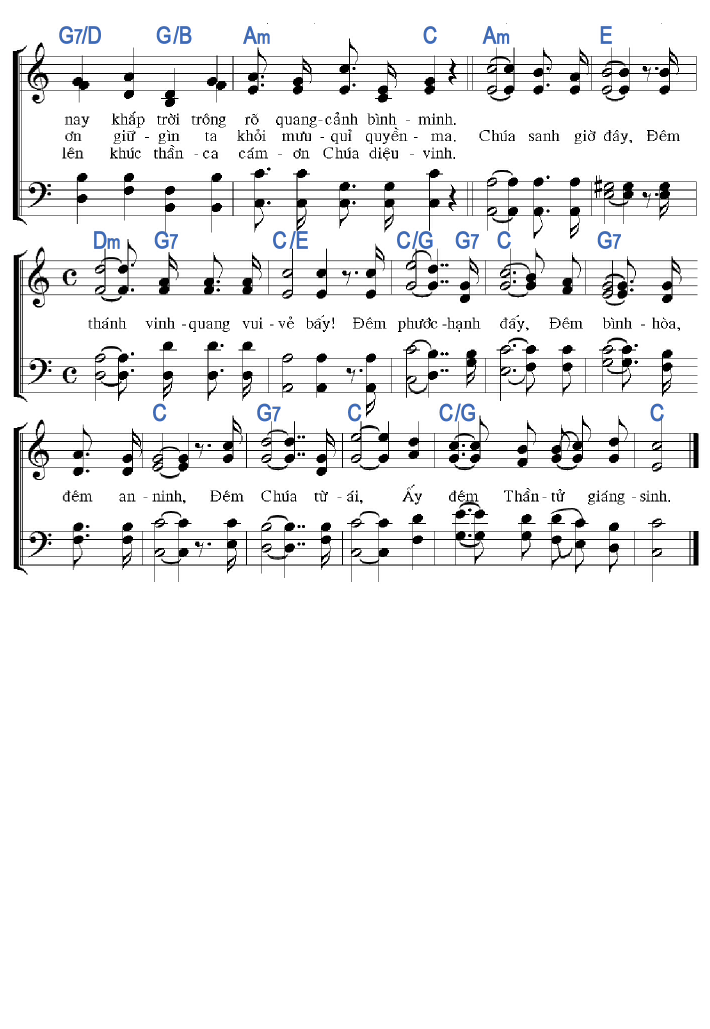 G7/D G/B Am C Am E
nay khấp trời trông rõ quang-cảnh bình-minh.
ơn giữ-gìn ta khỏi mưu-quỉ quyền-ma. Chúa sanh giờ đây, Đêm
lên khúc thần-ca cám-ơn Chúa diệu-vinh.
Dm G7 C/E C/G G7 C G7
thánh vinh-quang vui-vẻ bấy! Đêm phước-hạnh đấy, Đêm bình-hòa,
C G7 C C/G C
đêm an-ninh, Đêm Chúa từ-ái, Ấy đêm Thần-tử giáng-sinh.